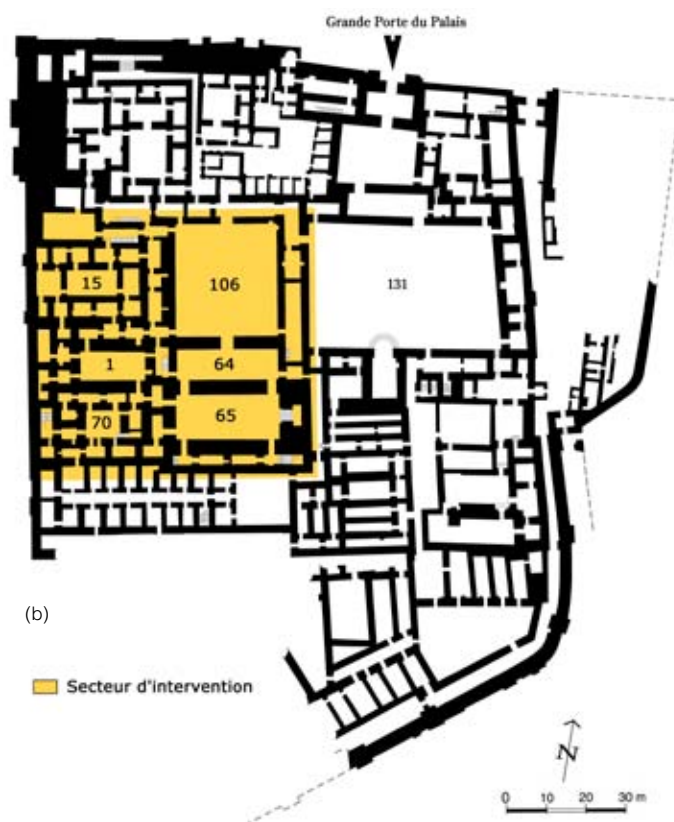 Grande Porte du Palais
15
106
131
1
64
70
65
(b)
Secteur d'intervention
N
0 10 20 30 m